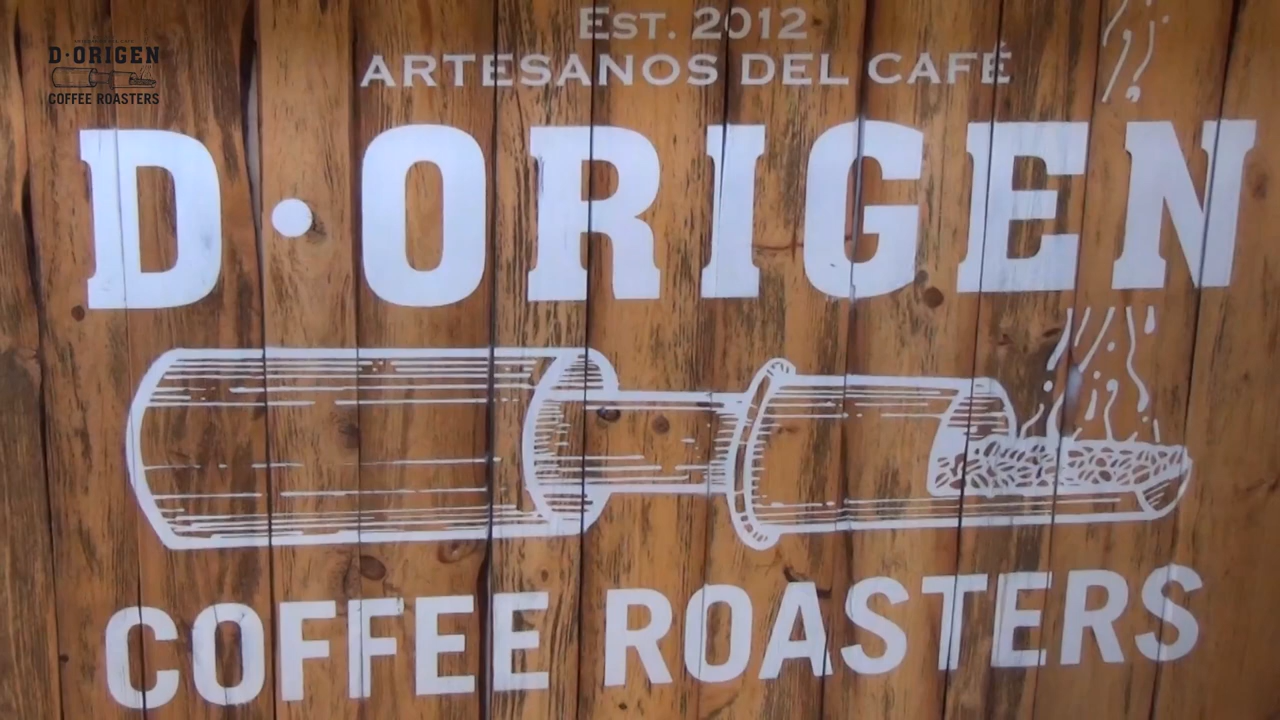 EST. 2012
ARTESANOS DEL CAFÉ
D·ORIGEN
COFFEE ROASTERS
D·ORIGEN
COFFEE ROASTERS